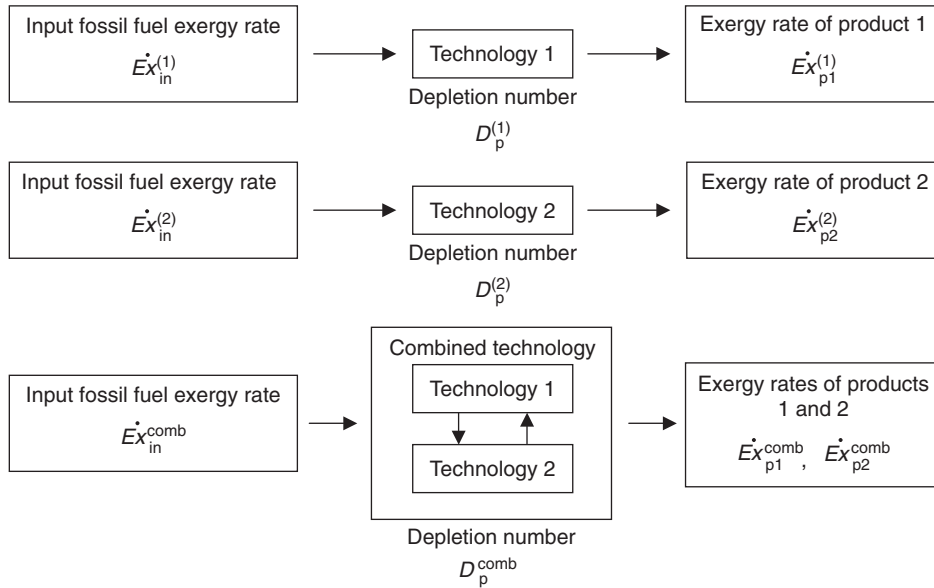 Input fossil fuel exergy rate
Ėx_in^(1)
Technology 1
Depletion number
D_p^(1)
Exergy rate of product 1
Ėx_p1^(1)
Input fossil fuel exergy rate
Ėx_in^(2)
Technology 2
Depletion number
D_p^(2)
Exergy rate of product 2
Ėx_p2^(2)
Input fossil fuel exergy rate
Ėx_in^comb
Combined technology
Technology 1
Technology 2
Depletion number
D_p^comb
Exergy rates of products
1 and 2
Ėx_p1^comb, Ėx_p2^comb